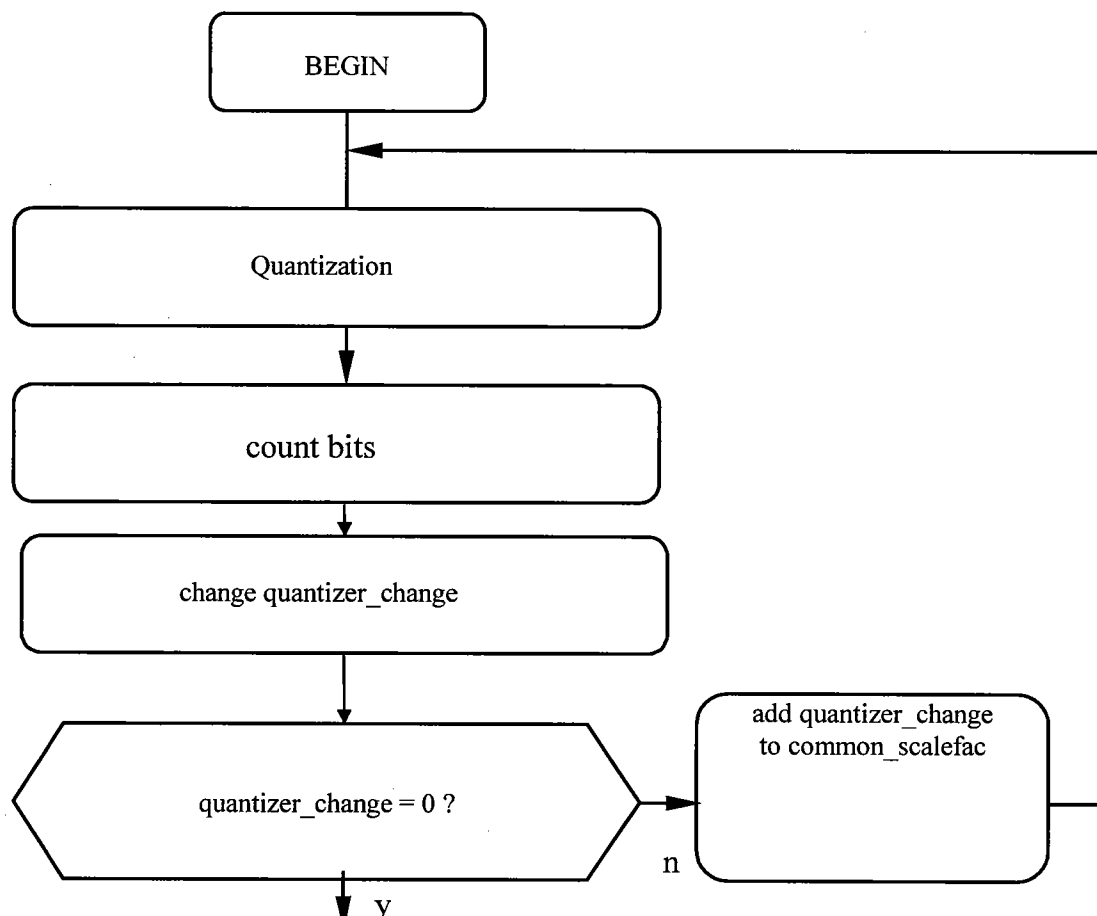 BEGIN
Quantization
count bits
change quantizer_change
add quantizer_change
to common_scalefac
quantizer_change = 0 ?
n
y